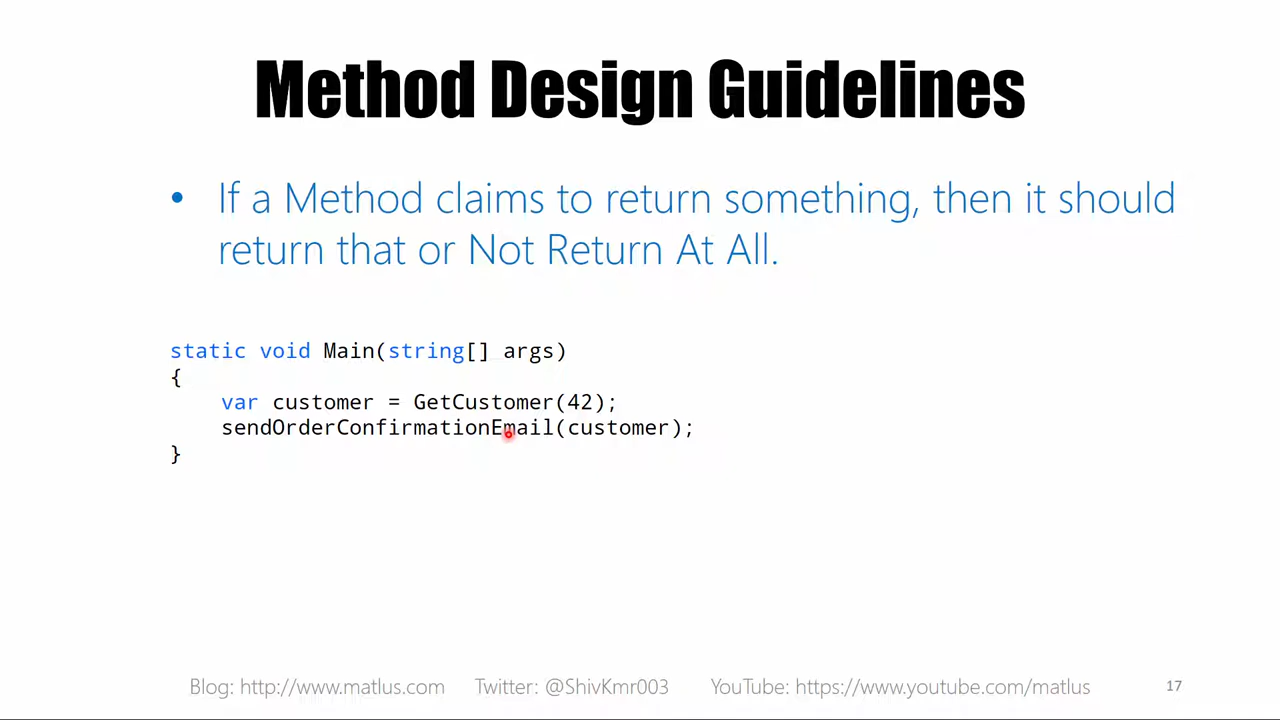 Method Design Guidelines
• If a Method claims to return something, then it should
return that or Not Return At All.
static void Main(string[] args)
{
    var customer = GetCustomer(42);
    sendOrderConfirmationEmail(customer);
}
Blog: http://www.matlus.com Twitter: @ShivKmr003 YouTube: https://www.youtube.com/matlus 17